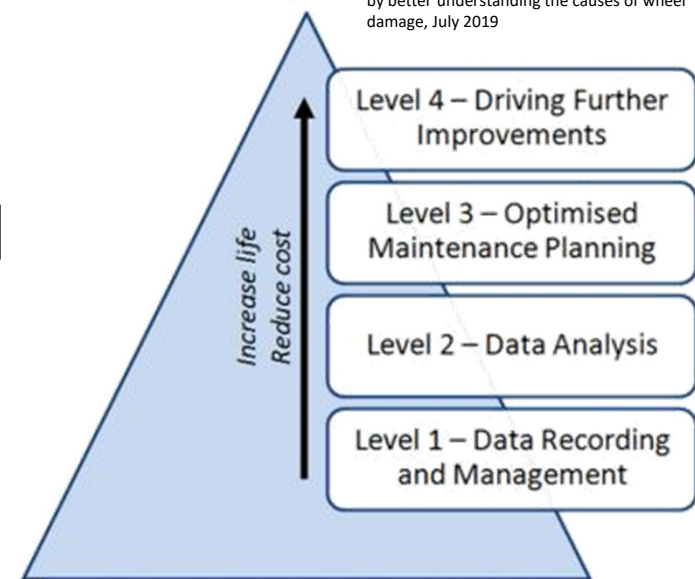 by better understanding the causes of wheel
damage, July 2019
Level 4 – Driving Further
Improvements
Level 3 – Optimised
Maintenance Planning
Level 2 – Data Analysis
Level 1 – Data Recording
and Management
Increase life
Reduce cost